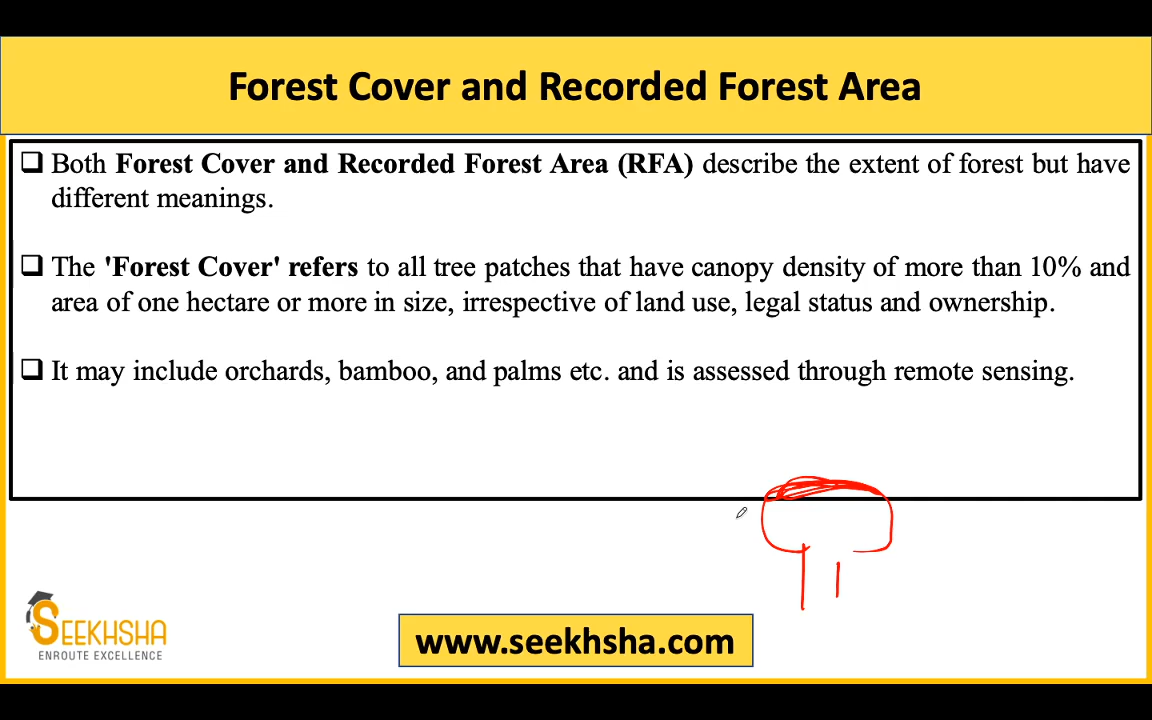 Forest Cover and Recorded Forest Area
❑ Both Forest Cover and Recorded Forest Area (RFA) describe the extent of forest but have
different meanings.
❑ The 'Forest Cover' refers to all tree patches that have canopy density of more than 10% and
area of one hectare or more in size, irrespective of land use, legal status and ownership.
❑ It may include orchards, bamboo, and palms etc. and is assessed through remote sensing.
SEEKHSHA
ENROUTE EXCELLENCE
www.seekhsha.com